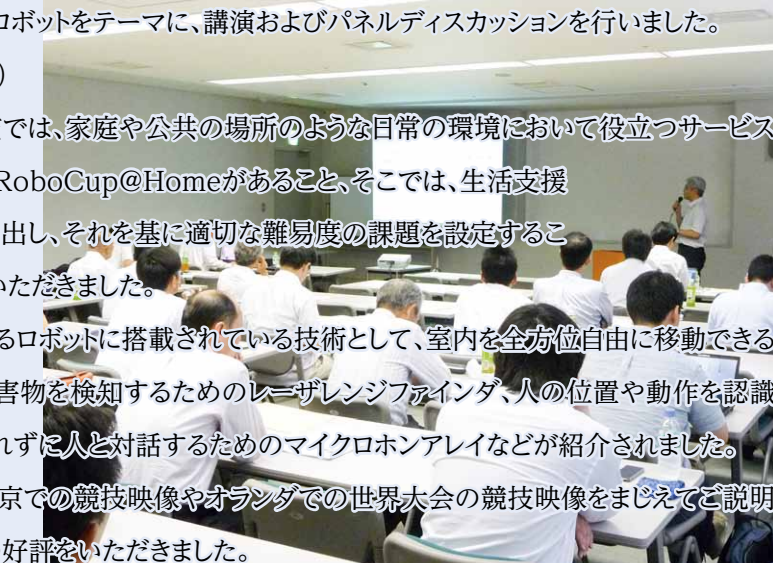 ロボットをテーマに、講演およびパネルディスカッションを行いました。
)
では、家庭や公共の場所のような日常の環境において役立つサービス
RoboCup@Homeがあること、そこでは、生活支援
出し、それを基に適切な難易度の課題を設定するこ
いただきました。
るロボットに搭載されている技術として、室内を全方位自由に移動できる
害物を検知するためのレーザレンジファインダ、人の位置や動作を認識
れずに人と対話するためのマイクロホンアレイなどが紹介されました。
京での競技映像やオランダでの世界大会の競技映像をまじえてご説明
好評をいただきました。